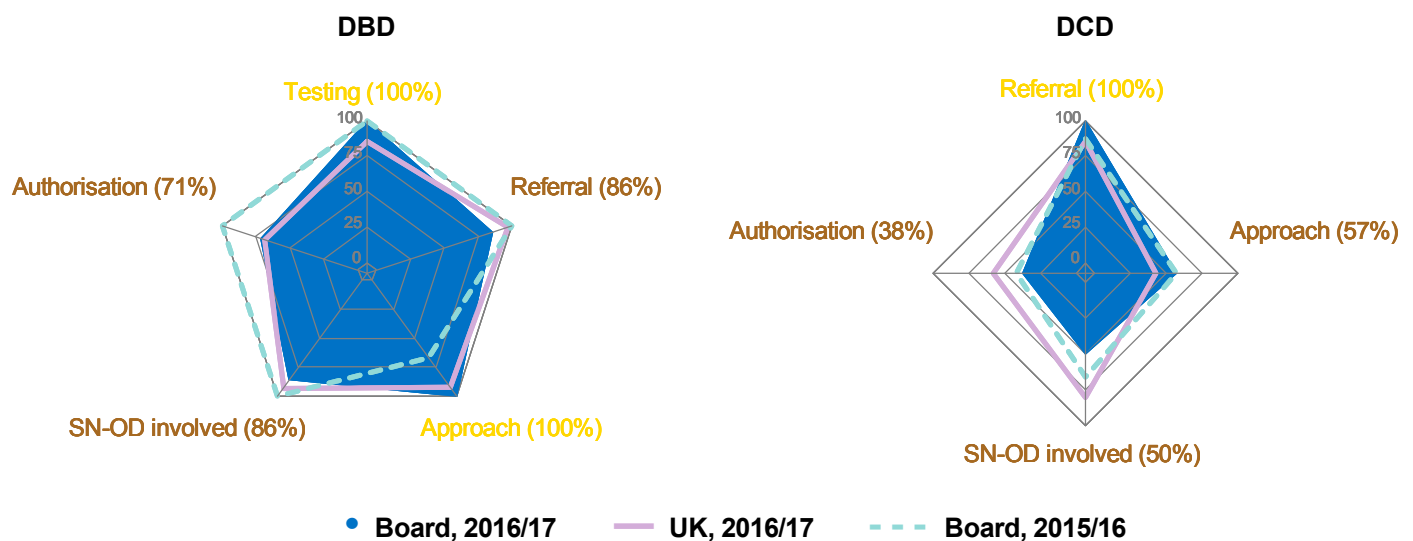 DBD
Testing (100%)
100
75
50
25
0
Authorisation (71%)
Referral (86%)
SN-OD involved (86%)
Approach (100%)
DCD
Referral (100%)
100
75
50
25
0
Authorisation (38%)
Approach (57%)
SN-OD involved (50%)
Board, 2016/17
UK, 2016/17
Board, 2015/16